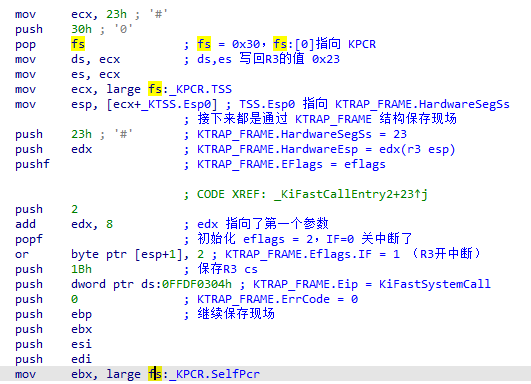 mov ecx, 23h ; '#'
push 30h ; '0'
pop fs ; fs = 0x30，fs:[0]指向 KPCR
mov ds, ecx ; ds,es 写回R3的值 0x23
mov es, ecx
mov ecx, large fs:_KPCR.TSS
mov esp, [ecx+_KTSS.Esp0] ; TSS.Esp0 指向 KTRAP_FRAME.HardwareSegSs
; 接下来都是通过 KTRAP_FRAME 结构保存现场
push 23h ; '#' ; KTRAP_FRAME.HardwareSegSs = 23
push edx ; KTRAP_FRAME.HardwareEsp = edx(r3 esp)
pushf ; KTRAP_FRAME.EFlags = eflags
; CODE XREF: _KiFastCallEntry2+23↑j
push 2
add edx, 8 ; edx 指向了第一个参数
popf ; 初始化 eflags = 2，IF=0 关中断了
or byte ptr [esp+1], 2 ; KTRAP_FRAME.Eflags.IF = 1 （R3开中断）
push 1Bh ; 保存R3 cs
push dword ptr ds:0FFDF0304h ; KTRAP_FRAME.Eip = KiFastSystemCall
push 0 ; KTRAP_FRAME.ErrCode = 0
push ebp ; 继续保存现场
push ebx
push esi
push edi
mov ebx, large fs:_KPCR.SelfPcr